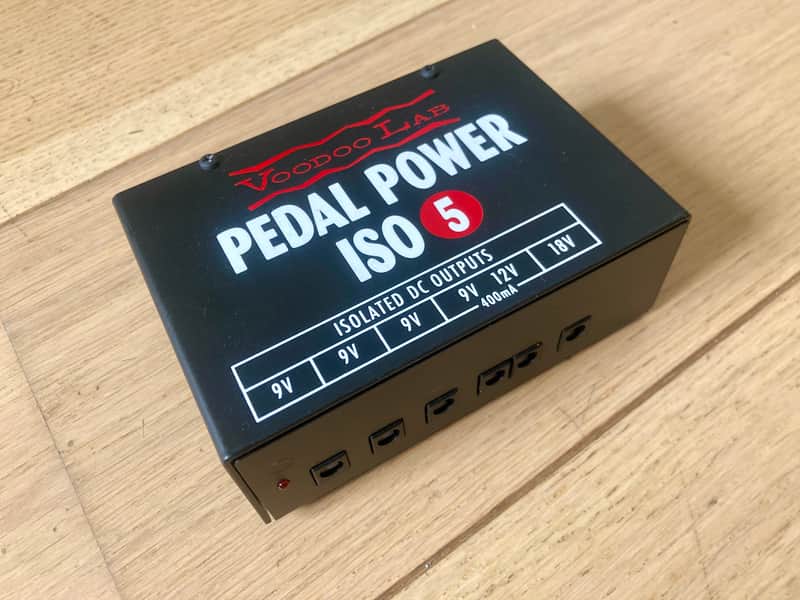 VOODOO LAB
PEDAL POWER
ISO 5
ISOLATED DC OUTPUTS
9V 9V 9V 9V 12V 18V
400mA